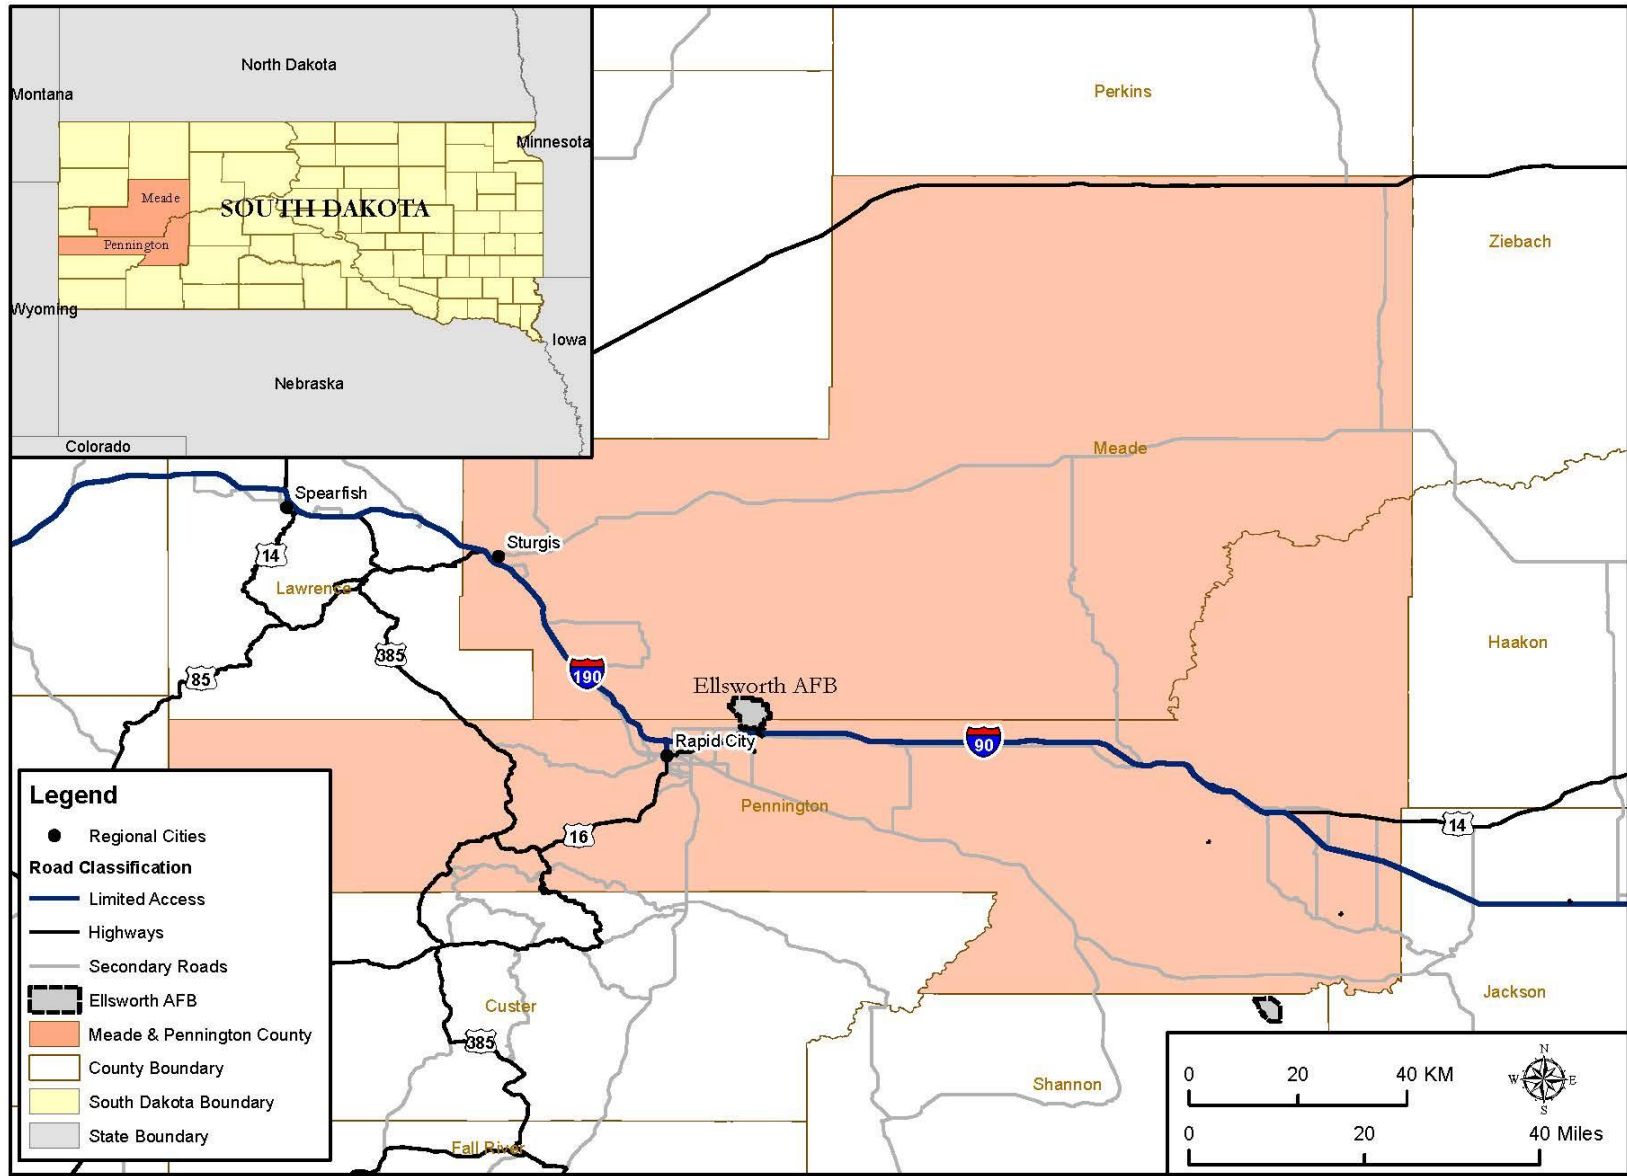 North Dakota
Montana
Minnesota
Meade
SOUTH DAKOTA
Pennington
Wyoming
Iowa
Nebraska
Colorado
Perkins
Ziebach
Meade
Spearfish
Sturgis
14
Lawrence
Haakon
385
190
85
Ellsworth AFB
Rapid City
90
Pennington
16
14
Custer
Jackson
385
Shannon
Fall River
Legend
Regional Cities
Road Classification
Limited Access
Highways
Secondary Roads
Ellsworth AFB
Meade & Pennington County
County Boundary
South Dakota Boundary
State Boundary
0 20 40 KM
0 20 40 Miles
N
W E
S